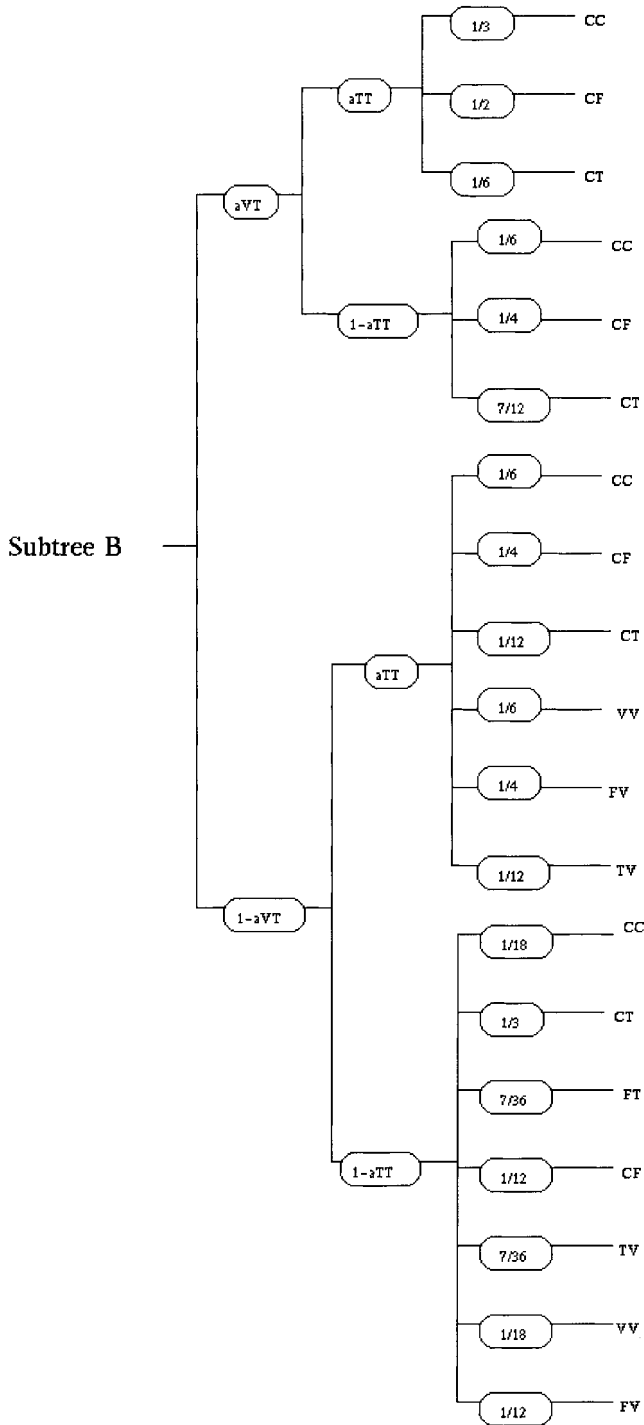 1/3 CC
aTT 1/2 CF
1/6 CT
aVT
1/6 CC
1-aTT 1/4 CF
7/12 CT
1/6 CC
Subtree B
1/4 CF
1/12 CT
aTT
1/6 VV
1/4 FV
1/12 TV
1-aVT
1/18 CC
1/3 CT
7/36 FT
1-aTT 1/12 CF
7/36 TV
1/18 VV
1/12 FV